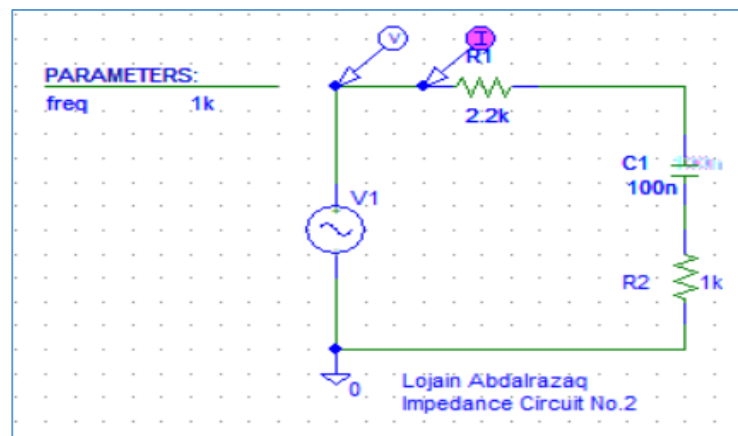 V
I
R1
PARAMETERS:
freq 1k
2.2k
C1
100n
V1
R2 1k
0
Lojain Abdalrazaq
Impedance Circuit No.2